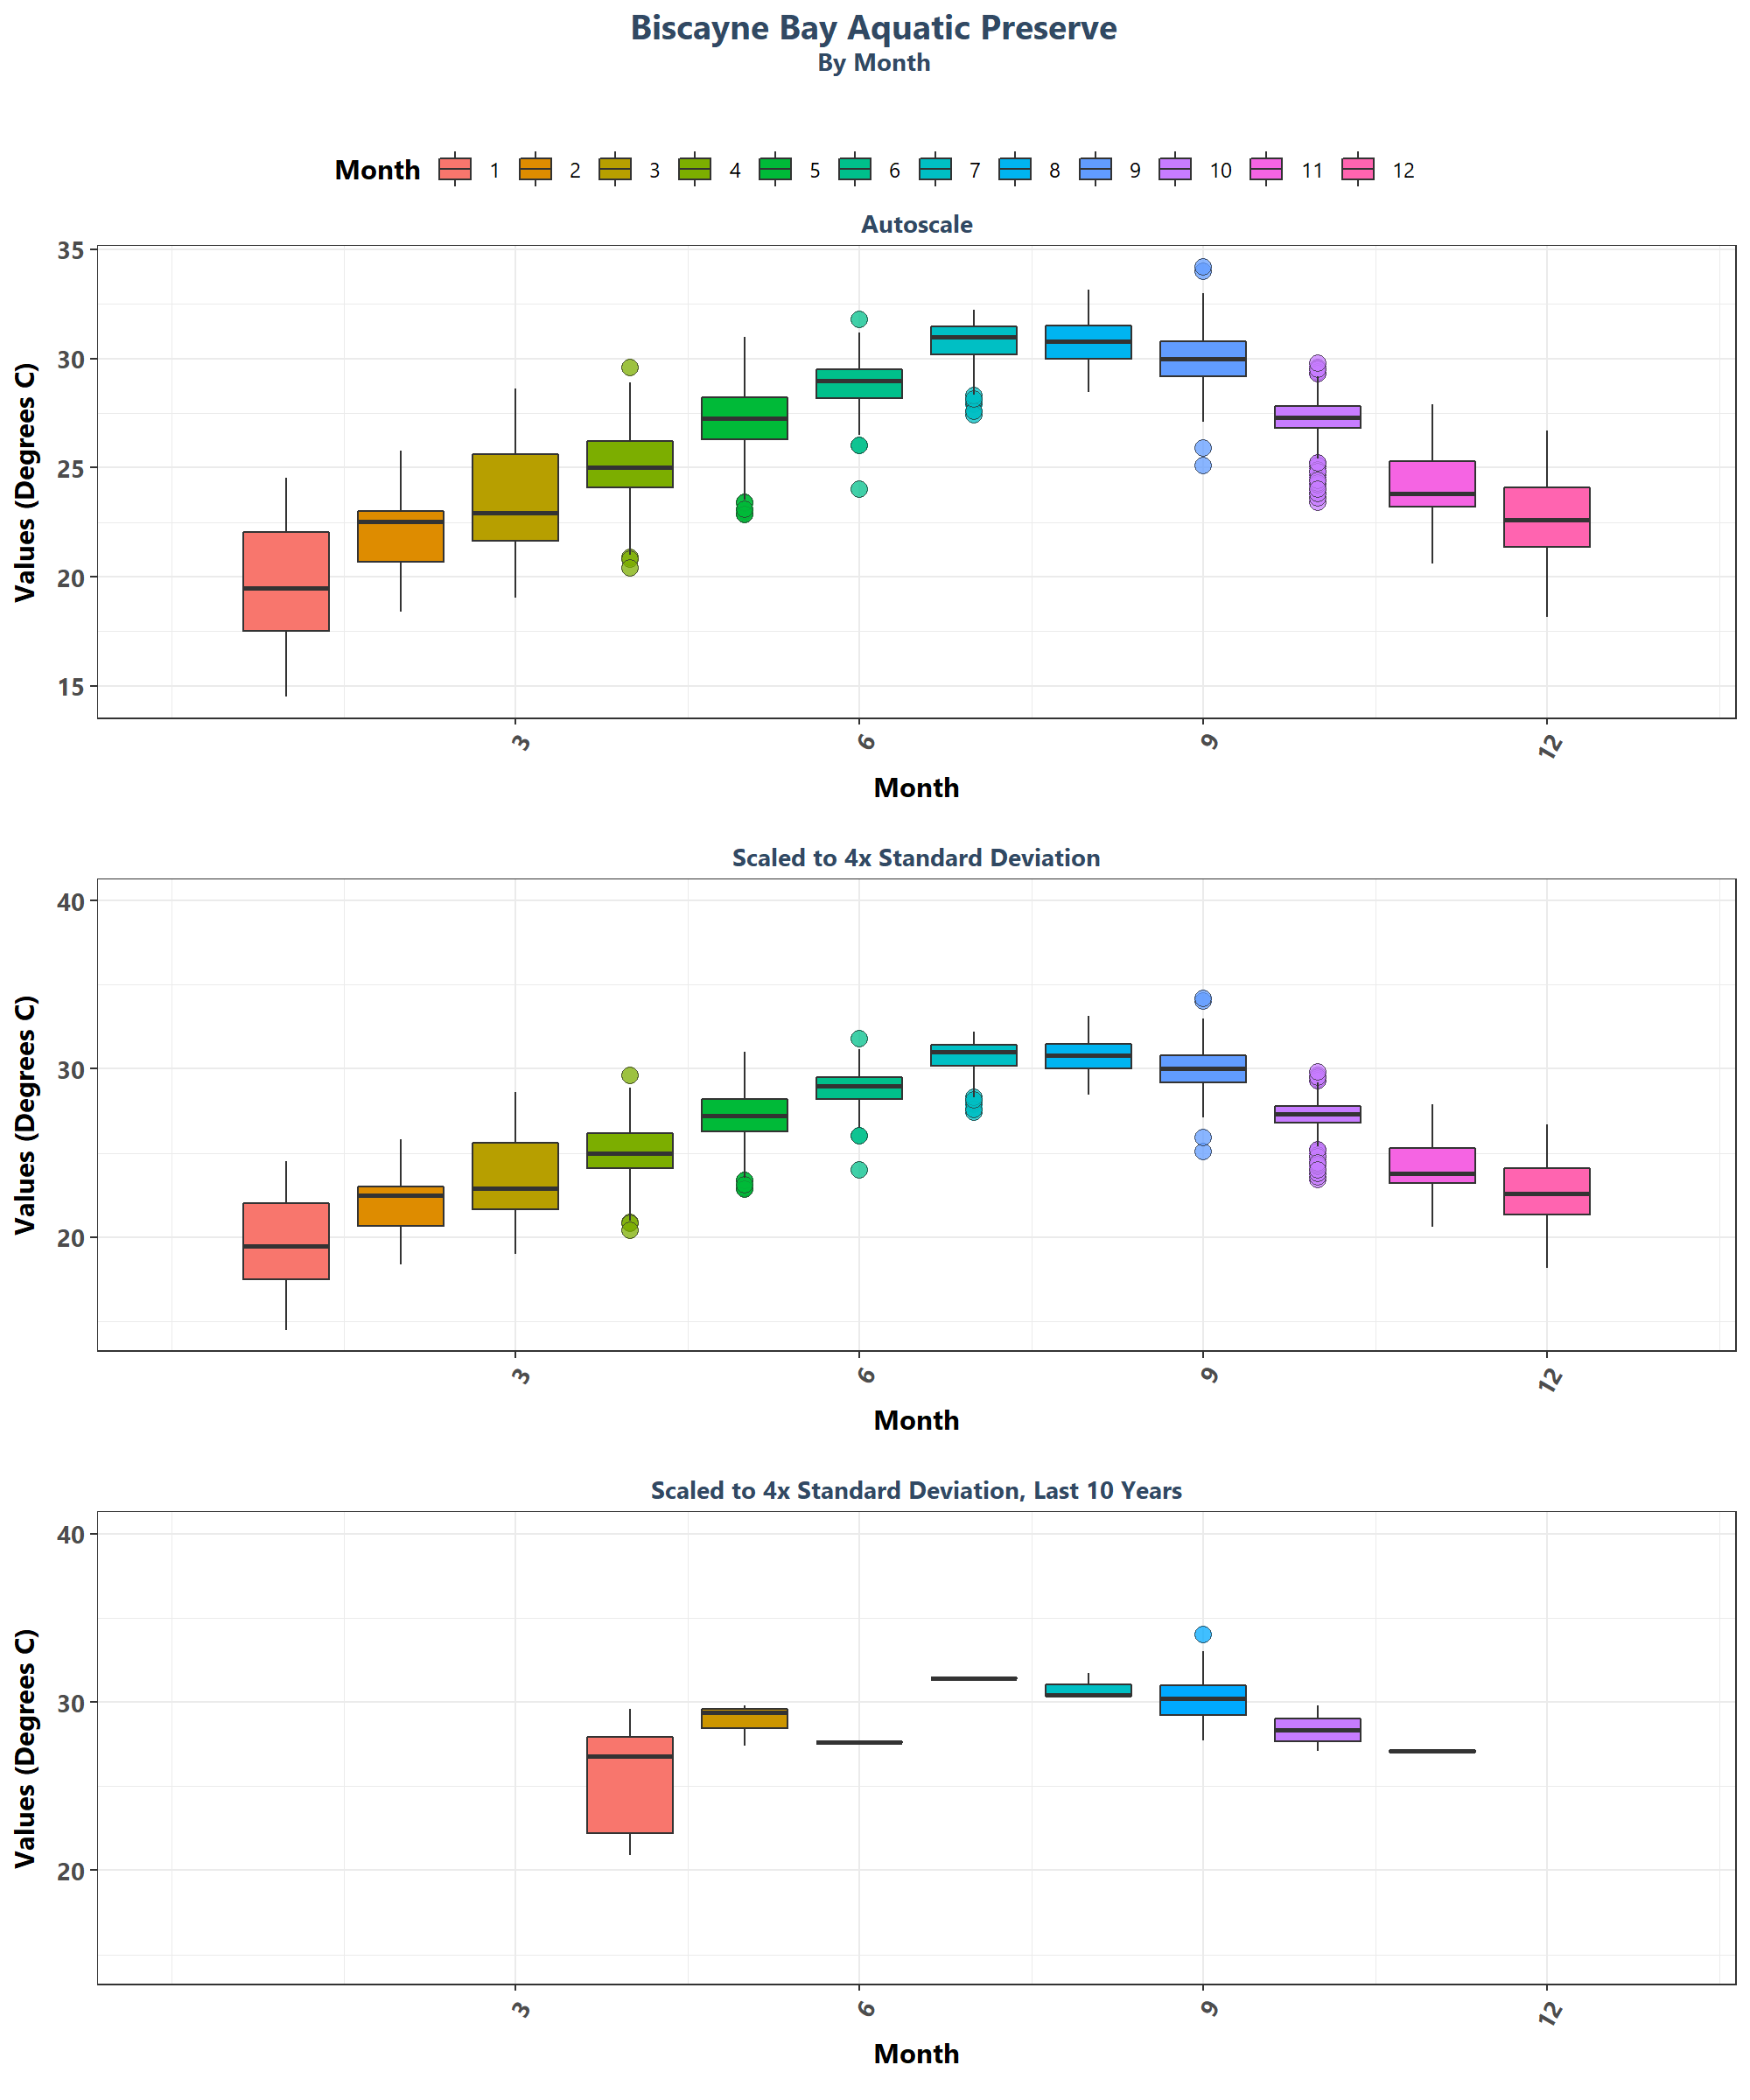 Biscayne Bay Aquatic Preserve
By Month
Month 1 2 3 4 5 6 7 8 9 10 11 12
Autoscale
Values (Degrees C)
35
30
25
20
15
3 6 9 12
Month
Scaled to 4x Standard Deviation
Values (Degrees C)
40
30
20
3 6 9 12
Month
Scaled to 4x Standard Deviation, Last 10 Years
Values (Degrees C)
40
30
20
3 6 9 12
Month